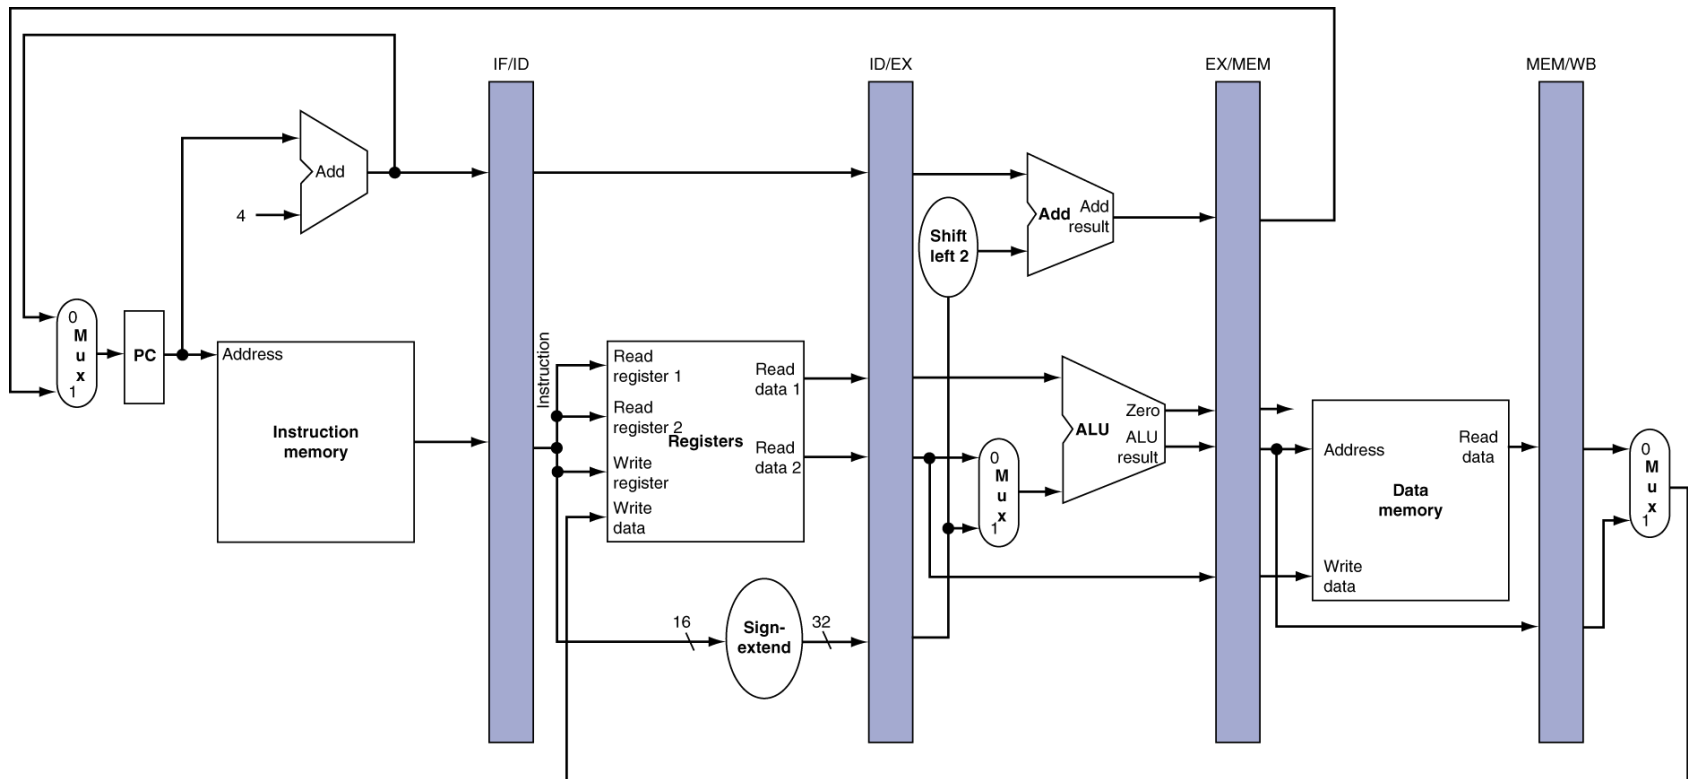 IF/ID
ID/EX
EX/MEM
MEM/WB
Add
4
Add
Add
result
Shift
left 2
0
M
u
x
1
PC
Address
Instruction
memory
Instruction
Read
register 1
Read
register 2
Registers
Write
register
Write
data
Read
data 1
Read
data 2
16
Sign-
extend
32
0
M
u
x
1
Zero
ALU
ALU
result
Address
Read
data
Data
memory
Write
data
0
M
u
x
1